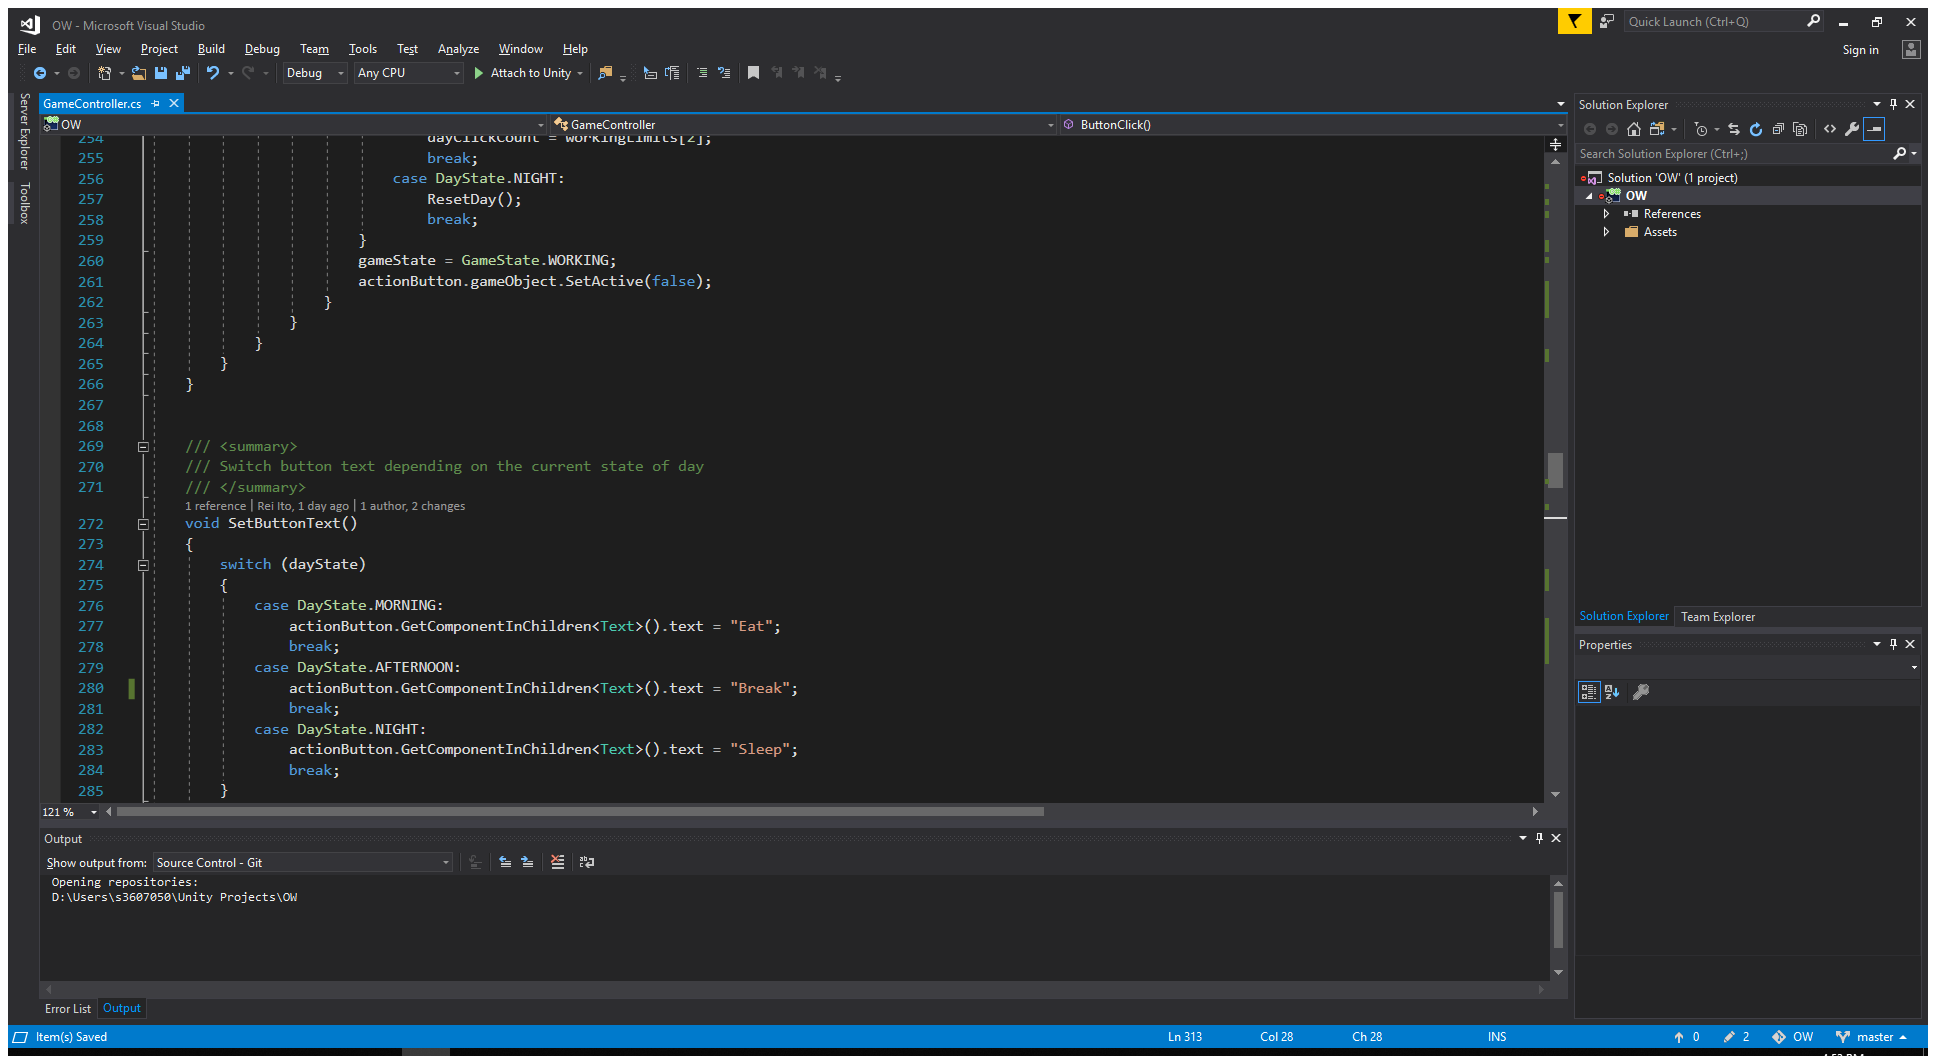 OW - Microsoft Visual Studio
Quick Launch (Ctrl+Q)
File Edit View Project Build Debug Team Tools Test Analyze Window Help
Sign in
Debug Any CPU Attach to Unity
Server Explorer
Toolbox
GameController.cs
OW GameController ButtonClick()
254 dayClickCount = workingLimits[2];
255 break;
256 case DayState.NIGHT:
257 ResetDay();
258 break;
259 }
260 gameState = GameState.WORKING;
261 actionButton.gameObject.SetActive(false);
262 }
263 }
264 }
265 }
266 }
267
268
269 /// <summary>
270 /// Switch button text depending on the current state of day
271 /// </summary>
1 reference | Rei Ito, 1 day ago | 1 author, 2 changes
272 void SetButtonText()
273 {
274 switch (dayState)
275 {
276 case DayState.MORNING:
277 actionButton.GetComponentInChildren<Text>().text = "Eat";
278 break;
279 case DayState.AFTERNOON:
280 actionButton.GetComponentInChildren<Text>().text = "Break";
281 break;
282 case DayState.NIGHT:
283 actionButton.GetComponentInChildren<Text>().text = "Sleep";
284 break;
285 }
121 %
Output
Show output from: Source Control - Git
Opening repositories:
D:\Users\s3607050\Unity Projects\OW
Error List Output
Solution Explorer
Search Solution Explorer (Ctrl+;)
Solution 'OW' (1 project)
OW
References
Assets
Solution Explorer Team Explorer
Properties
Item(s) Saved Ln 313 Col 28 Ch 28 INS 0 2 OW master